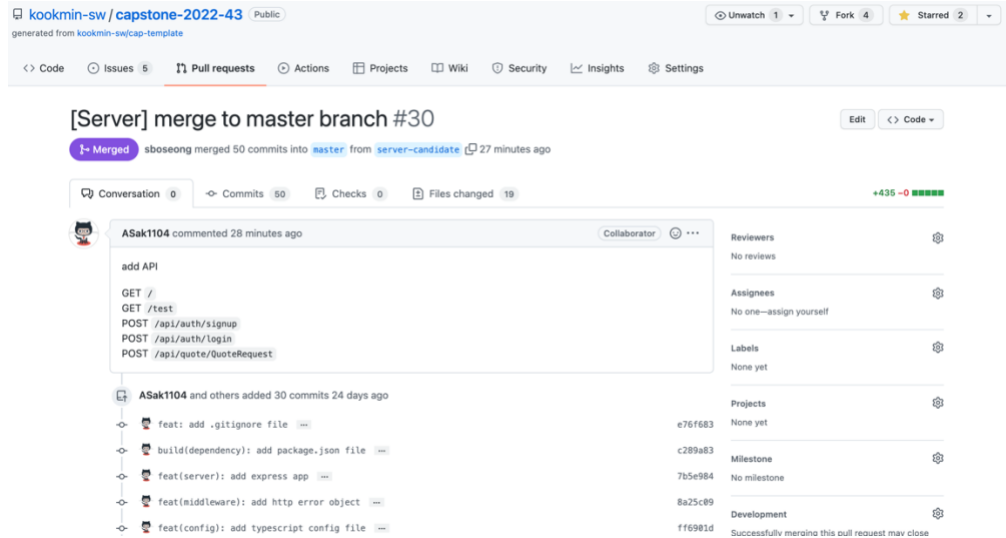 kookmin-sw / capstone-2022-43 Public
Unwatch 1 Fork 4 Starred 2
generated from kookmin-sw/cap-template
Code Issues 5 Pull requests Actions Projects Wiki Security Insights Settings
[Server] merge to master branch #30
Edit Code
Merged sboseong merged 50 commits into master from server-candidate 27 minutes ago
Conversation 0 Commits 50 Checks 0 Files changed 19
+435 −0
ASak1104 commented 28 minutes ago Collaborator ...
add API
GET /
GET /test
POST /api/auth/signup
POST /api/auth/login
POST /api/quote/QuoteRequest
Reviewers
No reviews
Assignees
No one—assign yourself
Labels
None yet
Projects
None yet
Milestone
No milestone
Development
Successfully merging this pull request may close
ASak1104 and others added 30 commits 24 days ago
feat: add .gitignore file ... e76f683
build(dependency): add package.json file ... c289a83
feat(server): add express app ... 7b5e984
feat(middleware): add http error object ... 8a25c09
feat(config): add typescript config file ... ff6901d